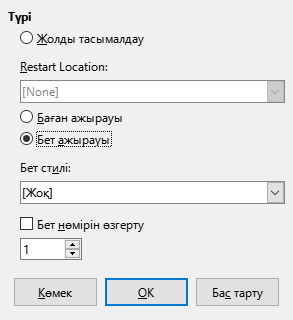 Түрі
Жолды тасымалдау
Restart Location:
[None]
Баған ажырауы
Бет ажырауы
Бет стилі:
[Жоқ]
Бет нөмірін өзгерту
1
Көмек
OK
Бас тарту